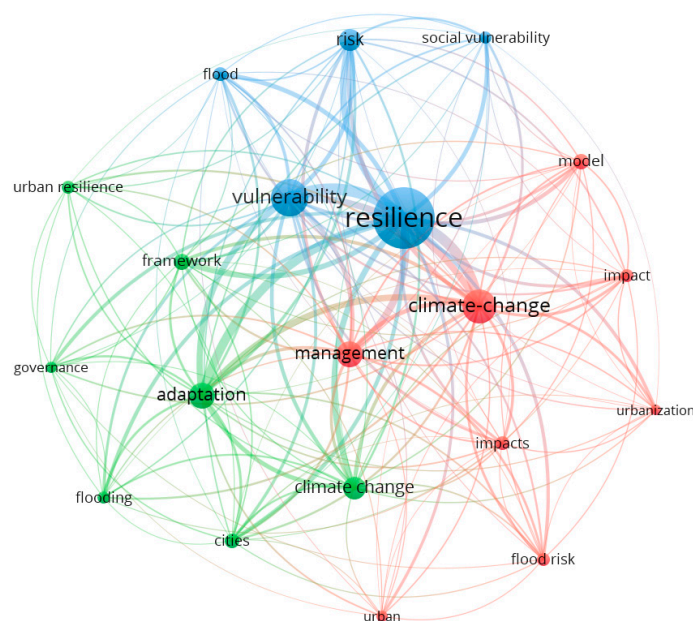 risk
social vulnerability
flood
model
urban resilience
vulnerability
resilience
framework
impact
climate-change
management
governance
adaptation
urbanization
impacts
climate change
flooding
cities
flood risk
urban